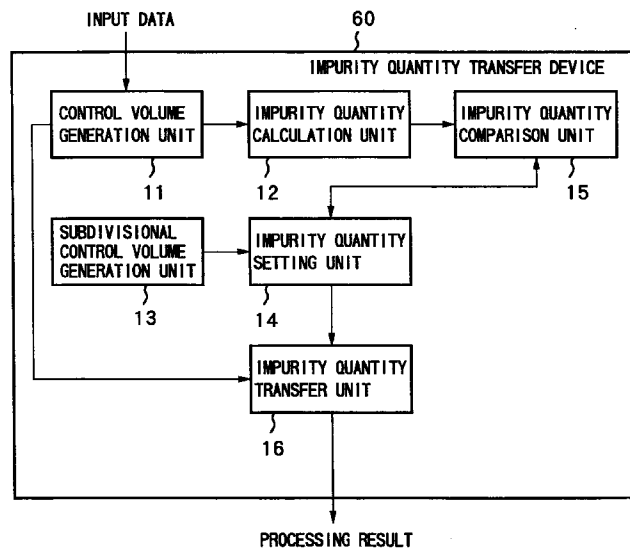 INPUT DATA
60
IMPURITY QUANTITY TRANSFER DEVICE
CONTROL VOLUME
GENERATION UNIT
11
IMPURITY QUANTITY
CALCULATION UNIT
12
IMPURITY QUANTITY
COMPARISON UNIT
15
SUBDIVISIONAL
CONTROL VOLUME
GENERATION UNIT
13
IMPURITY QUANTITY
SETTING UNIT
14
IMPURITY QUANTITY
TRANSFER UNIT
16
PROCESSING RESULT